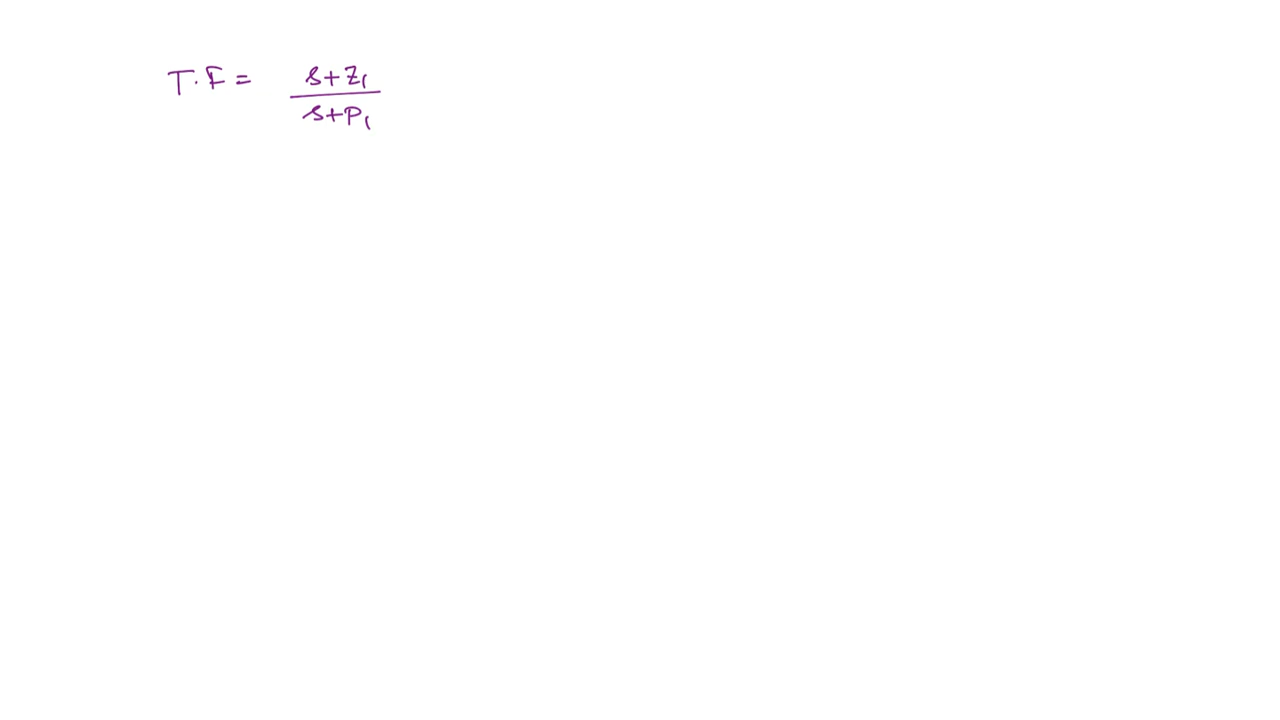 T.F = s+z₁
s+p₁